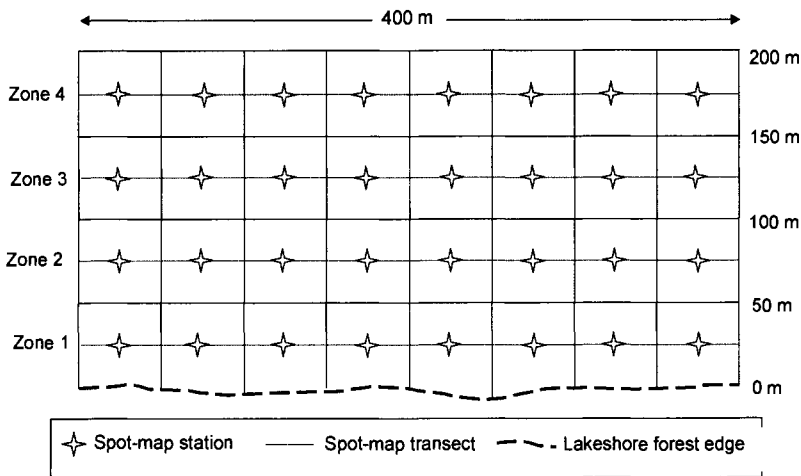 400 m
200 m
Zone 4
150 m
Zone 3
100 m
Zone 2
50 m
Zone 1
0 m
Spot-map station Spot-map transect Lakeshore forest edge